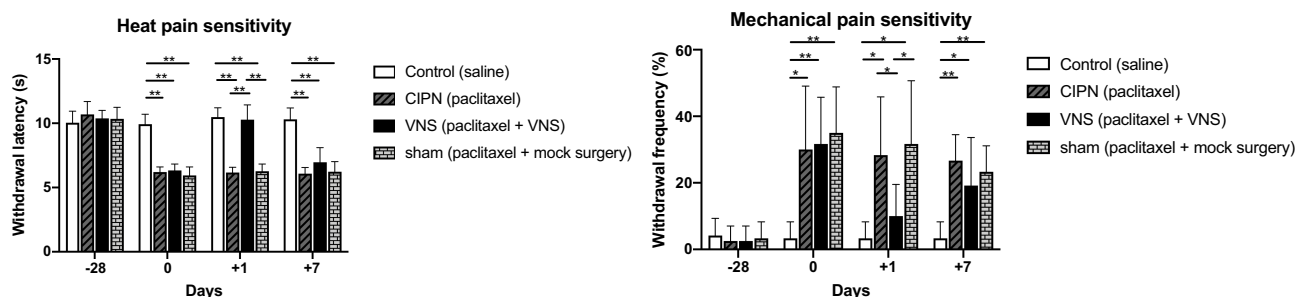 Heat pain sensitivity
Withdrawal latency (s)
15
10
5
0
** ** **
** ** ** ** **
** ** **
-28 0 +1 +7
Days
Control (saline)
CIPN (paclitaxel)
VNS (paclitaxel + VNS)
sham (paclitaxel + mock surgery)
Mechanical pain sensitivity
Withdrawal frequency (%)
60
40
20
0
** * **
** * * *
* * **
-28 0 +1 +7
Days
Control (saline)
CIPN (paclitaxel)
VNS (paclitaxel + VNS)
sham (paclitaxel + mock surgery)